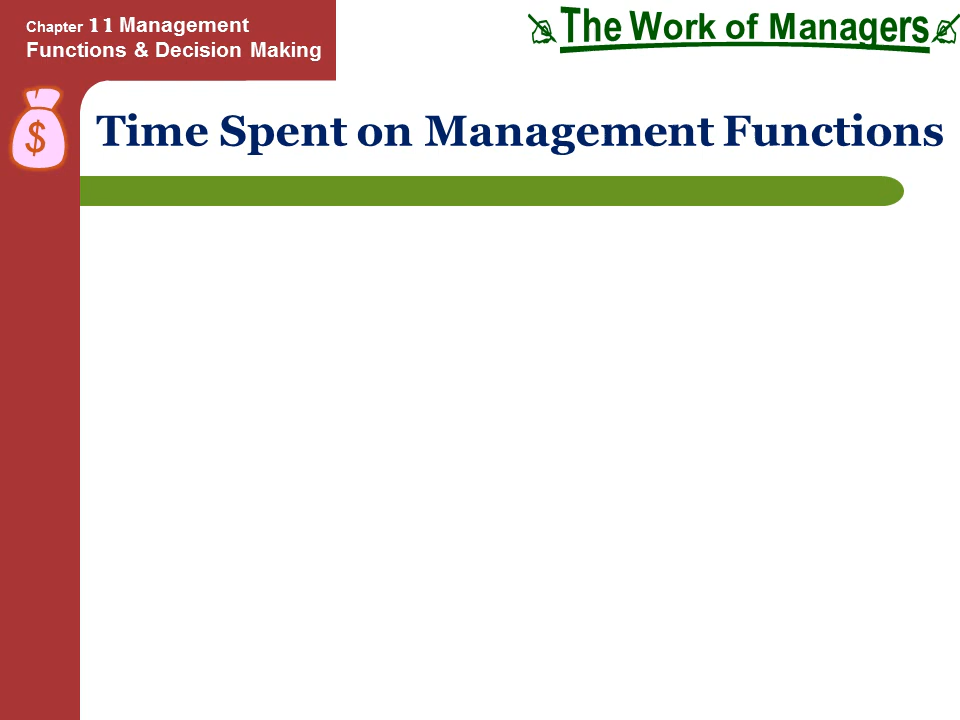 Chapter 11 Management
Functions & Decision Making
The Work of Managers
$
Time Spent on Management Functions